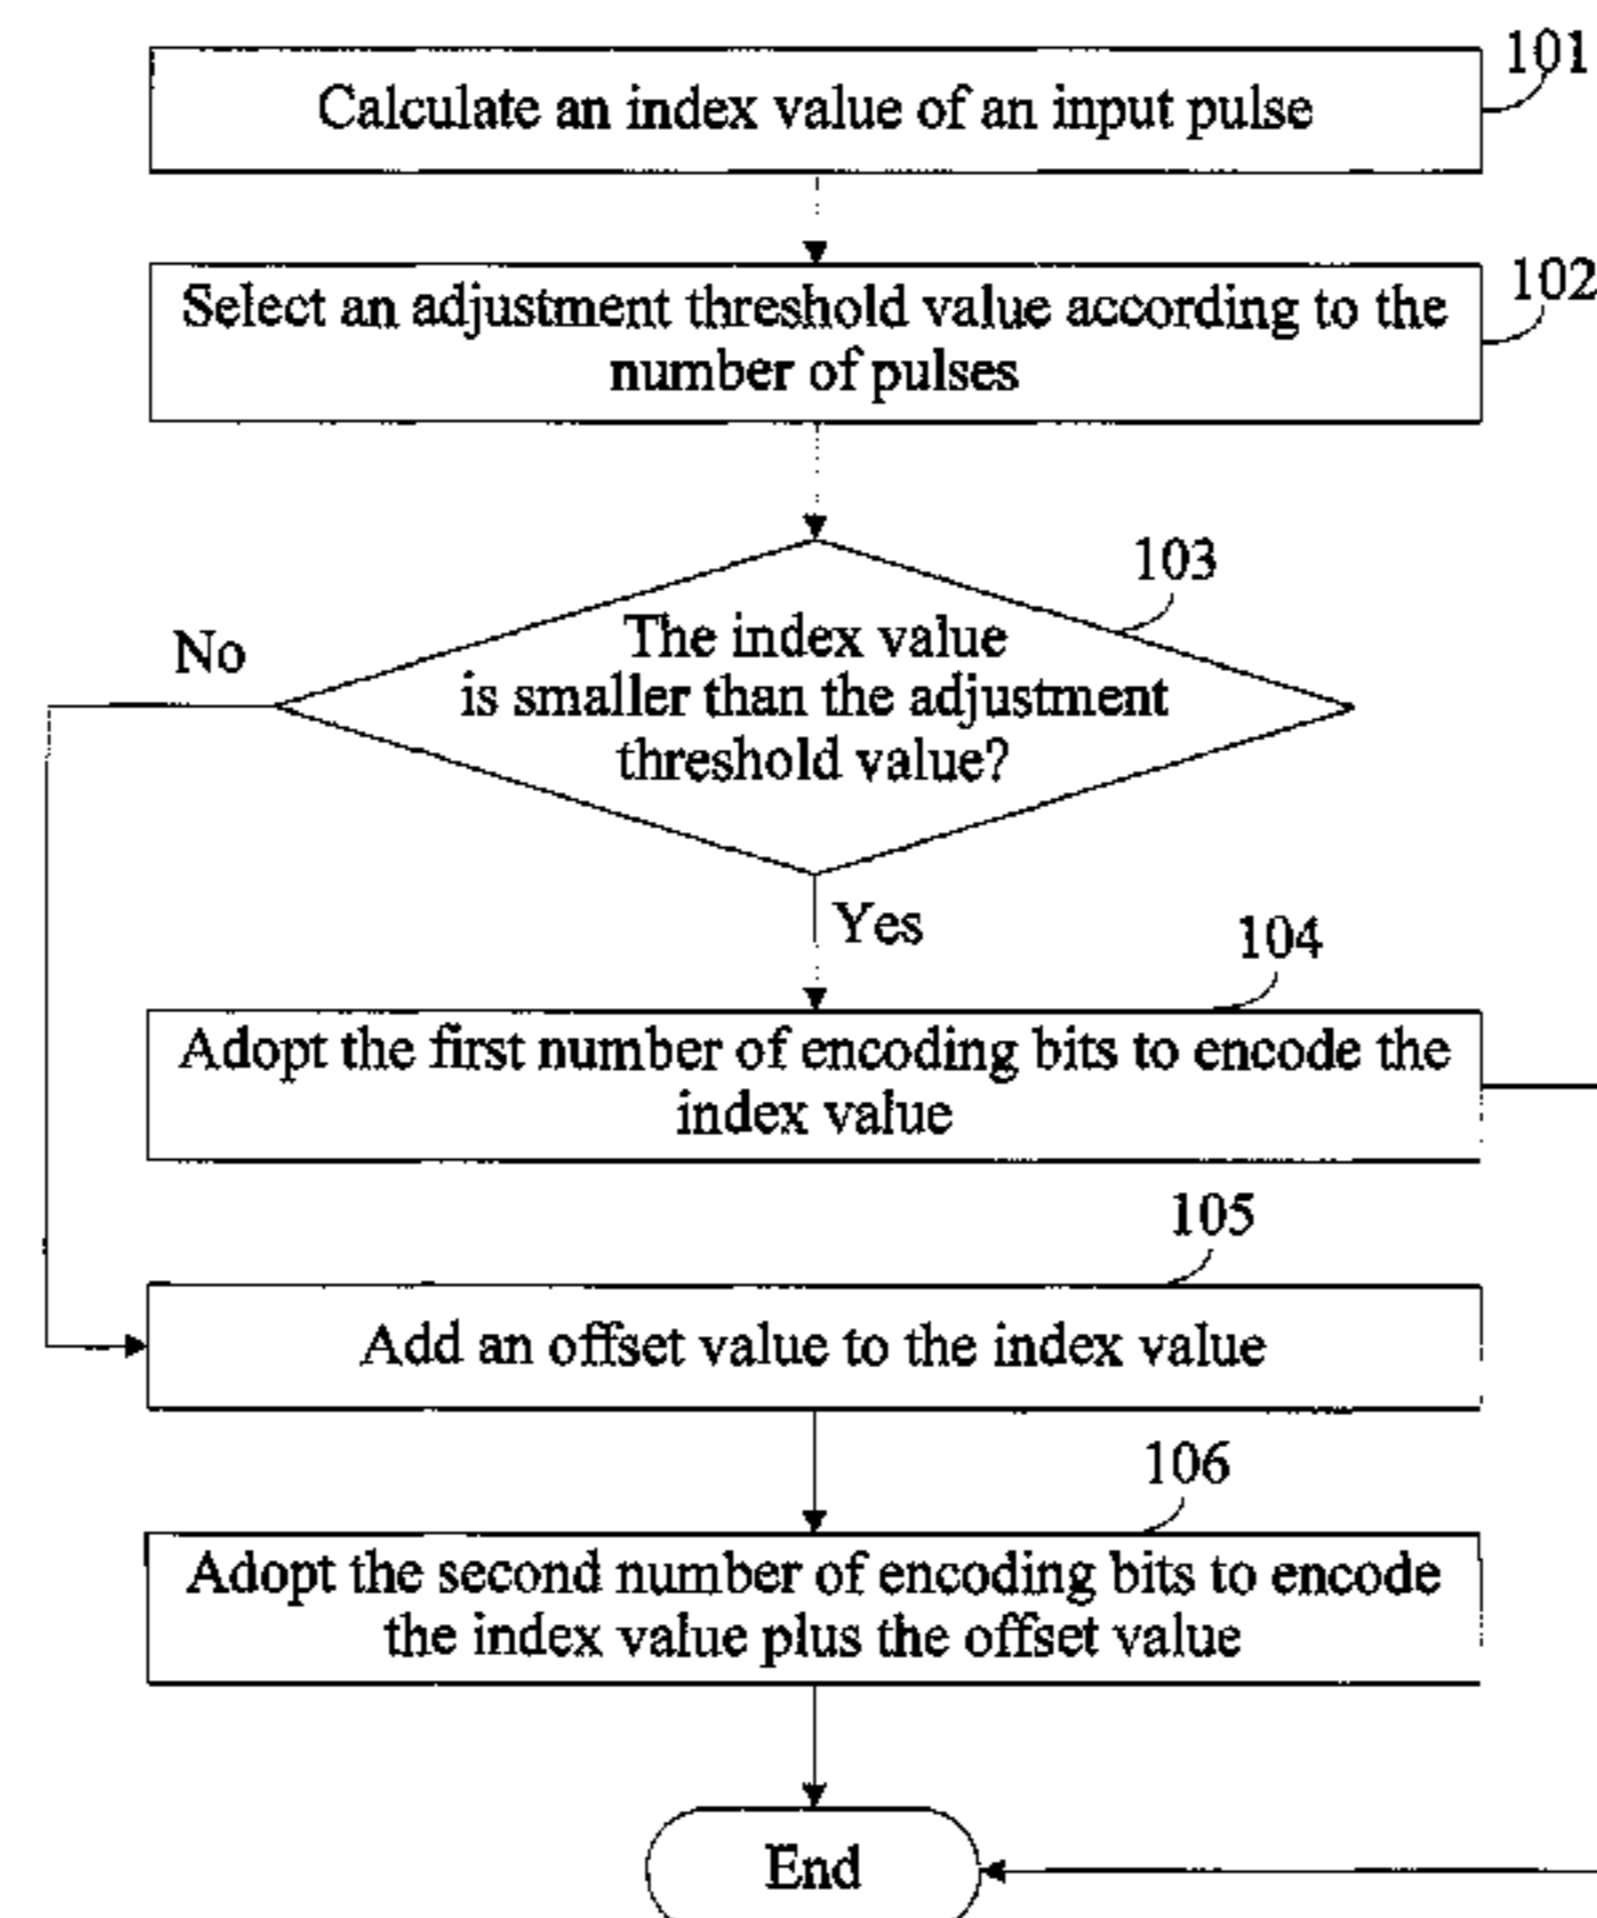 101
Calculate an index value of an input pulse
102
Select an adjustment threshold value according to the
number of pulses
103
No
The index value
is smaller than the adjustment
threshold value?
Yes
104
Adopt the first number of encoding bits to encode the
index value
105
Add an offset value to the index value
106
Adopt the second number of encoding bits to encode
the index value plus the offset value
End